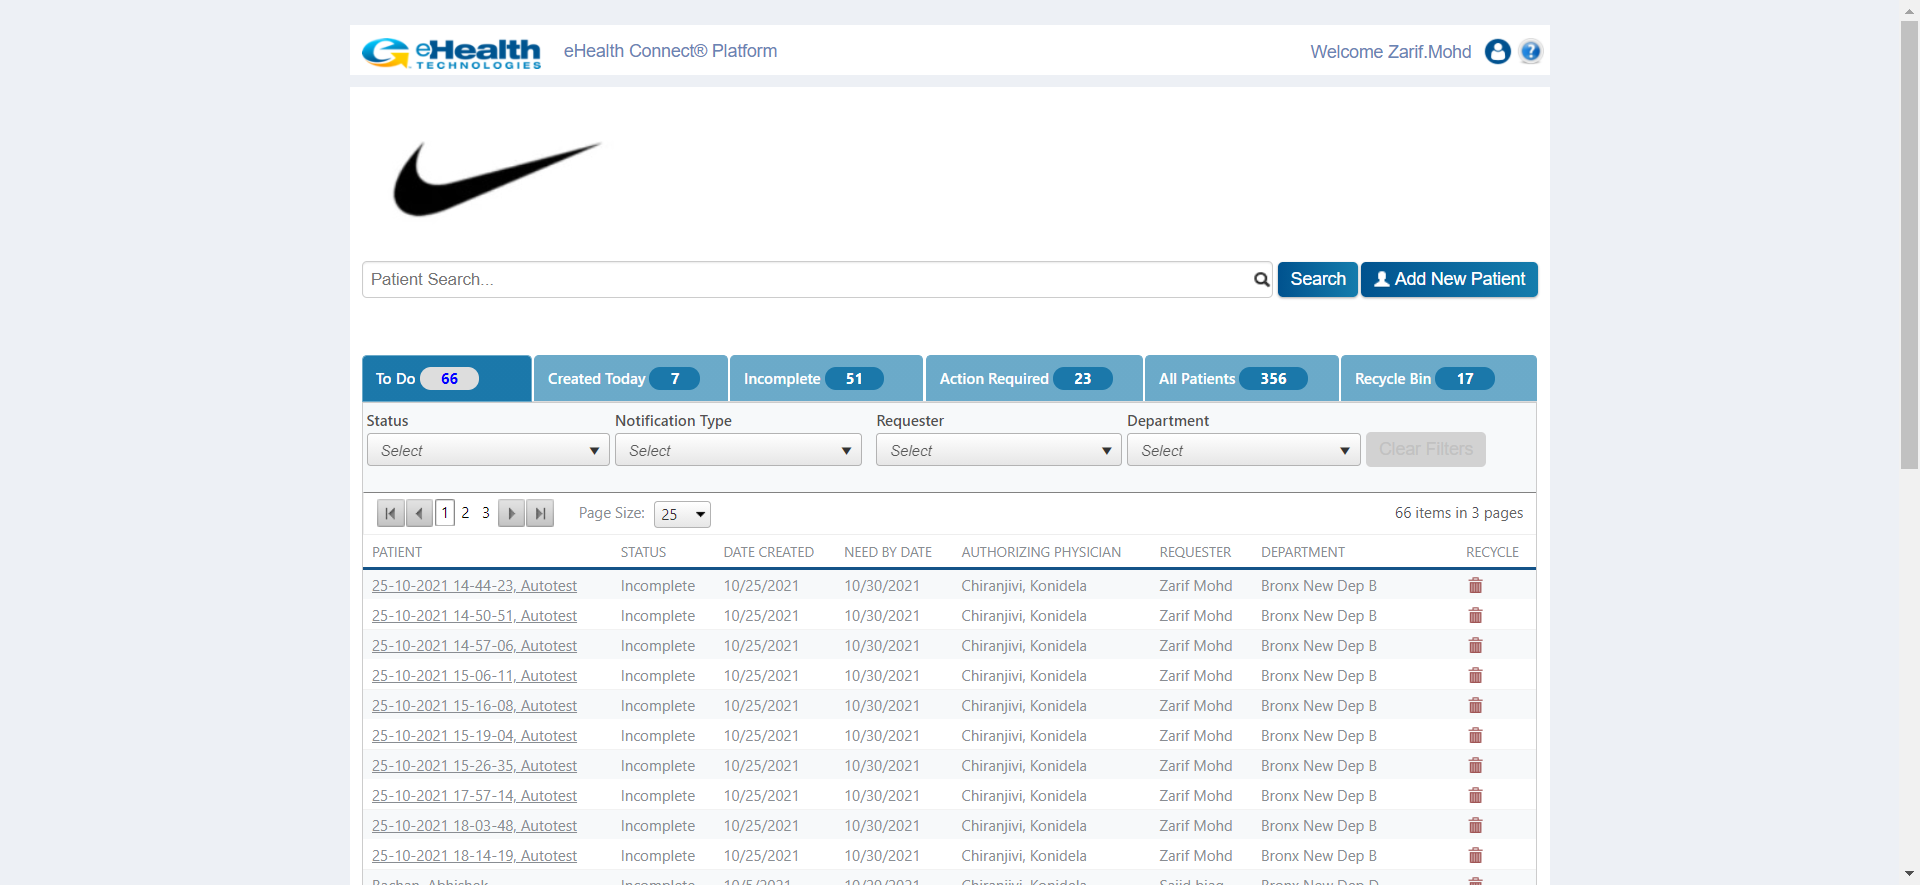 eHealth TECHNOLOGIES eHealth Connect® Platform Welcome Zarif.Mohd ?
Patient Search... Search Add New Patient
To Do 66 Created Today 7 Incomplete 51 Action Required 23 All Patients 356 Recycle Bin 17
Status Notification Type Requester Department
Select Select Select Select Clear Filters
1 2 3 Page Size: 25 66 items in 3 pages
PATIENT STATUS DATE CREATED NEED BY DATE AUTHORIZING PHYSICIAN REQUESTER DEPARTMENT RECYCLE
25-10-2021 14-44-23, Autotest Incomplete 10/25/2021 10/30/2021 Chiranjivi, Konidela Zarif Mohd Bronx New Dep B
25-10-2021 14-50-51, Autotest Incomplete 10/25/2021 10/30/2021 Chiranjivi, Konidela Zarif Mohd Bronx New Dep B
25-10-2021 14-57-06, Autotest Incomplete 10/25/2021 10/30/2021 Chiranjivi, Konidela Zarif Mohd Bronx New Dep B
25-10-2021 15-06-11, Autotest Incomplete 10/25/2021 10/30/2021 Chiranjivi, Konidela Zarif Mohd Bronx New Dep B
25-10-2021 15-16-08, Autotest Incomplete 10/25/2021 10/30/2021 Chiranjivi, Konidela Zarif Mohd Bronx New Dep B
25-10-2021 15-19-04, Autotest Incomplete 10/25/2021 10/30/2021 Chiranjivi, Konidela Zarif Mohd Bronx New Dep B
25-10-2021 15-26-35, Autotest Incomplete 10/25/2021 10/30/2021 Chiranjivi, Konidela Zarif Mohd Bronx New Dep B
25-10-2021 17-57-14, Autotest Incomplete 10/25/2021 10/30/2021 Chiranjivi, Konidela Zarif Mohd Bronx New Dep B
25-10-2021 18-03-48, Autotest Incomplete 10/25/2021 10/30/2021 Chiranjivi, Konidela Zarif Mohd Bronx New Dep B
25-10-2021 18-14-19, Autotest Incomplete 10/25/2021 10/30/2021 Chiranjivi, Konidela Zarif Mohd Bronx New Dep B